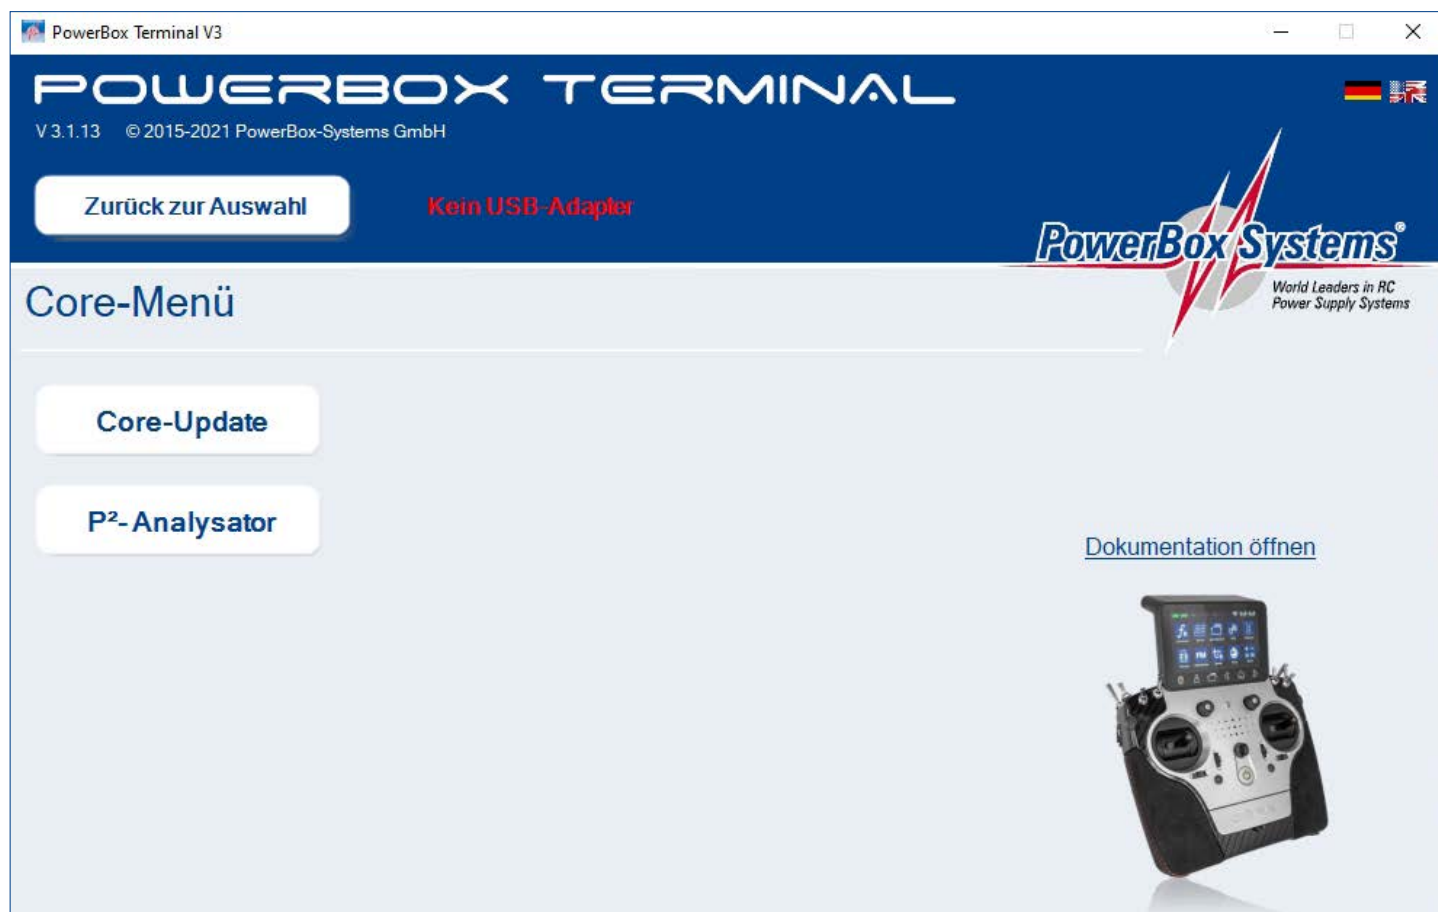 PowerBox Terminal V3
POWERBOX TERMINAL
V 3.1.13 © 2015-2021 PowerBox-Systems GmbH
Zurück zur Auswahl
Kein USB-Adapter
PowerBox Systems®
World Leaders in RC
Power Supply Systems
Core-Menü
Core-Update
P²-Analysator
Dokumentation öffnen